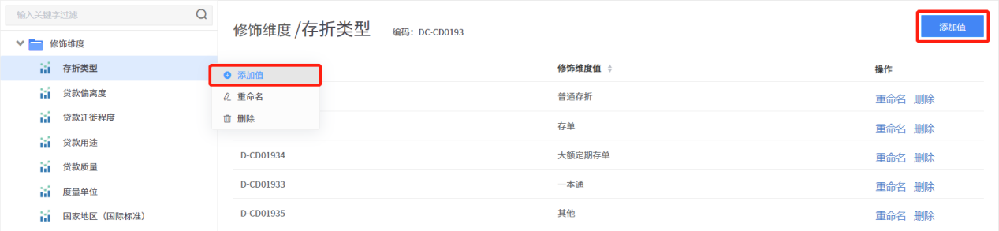 输入关键字过滤
修饰维度
存折类型
贷款偏离度
贷款迁徙程度
贷款用途
贷款质量
度量单位
国家地区（国际标准）
添加值
重命名
删除
修饰维度 /存折类型 编码：DC-CD0193
添加值
修饰维度值 操作
普通存折 重命名 删除
存单 重命名 删除
D-CD01934 大额定期存单 重命名 删除
D-CD01933 一本通 重命名 删除
D-CD01935 其他 重命名 删除